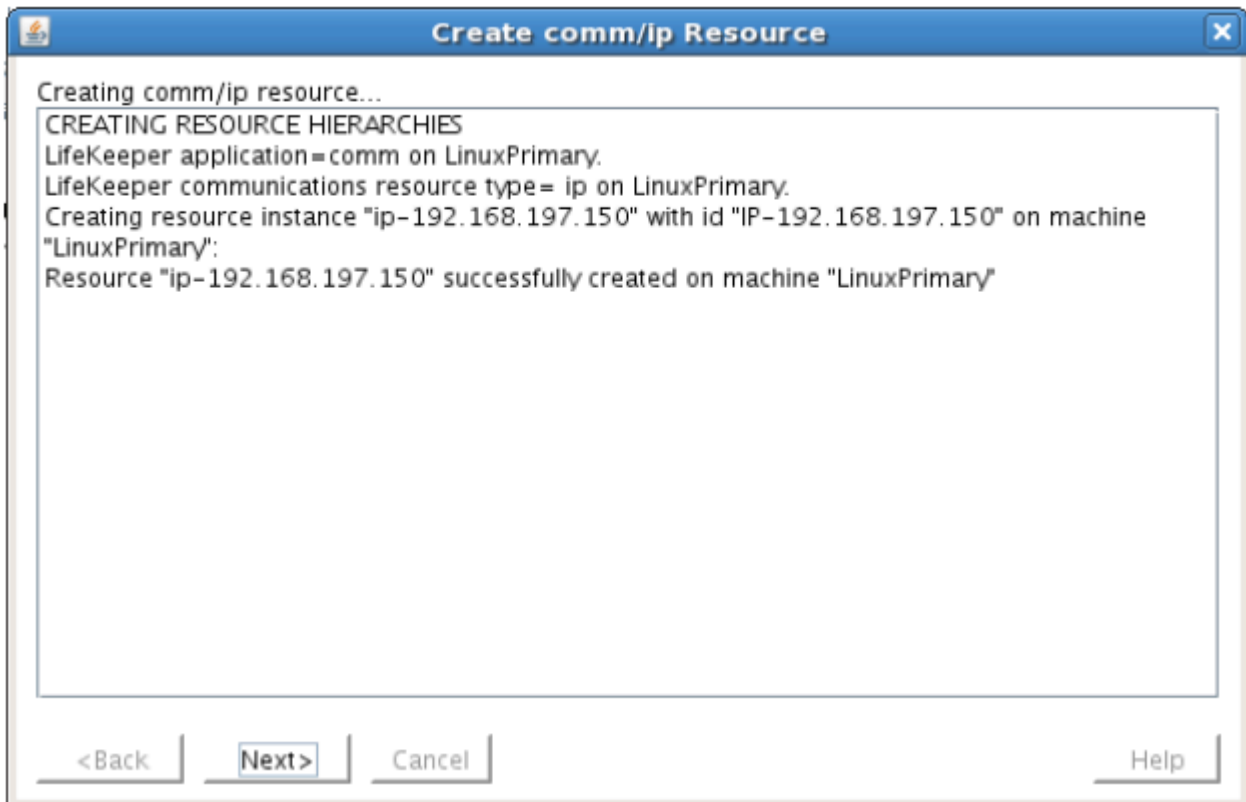 Create comm/ip Resource
Creating comm/ip resource...
CREATING RESOURCE HIERARCHIES
LifeKeeper application=comm on LinuxPrimary.
LifeKeeper communications resource type= ip on LinuxPrimary.
Creating resource instance "ip-192.168.197.150" with id "IP-192.168.197.150" on machine
"LinuxPrimary":
Resource "ip-192.168.197.150" successfully created on machine "LinuxPrimary"
<Back Next> Cancel Help